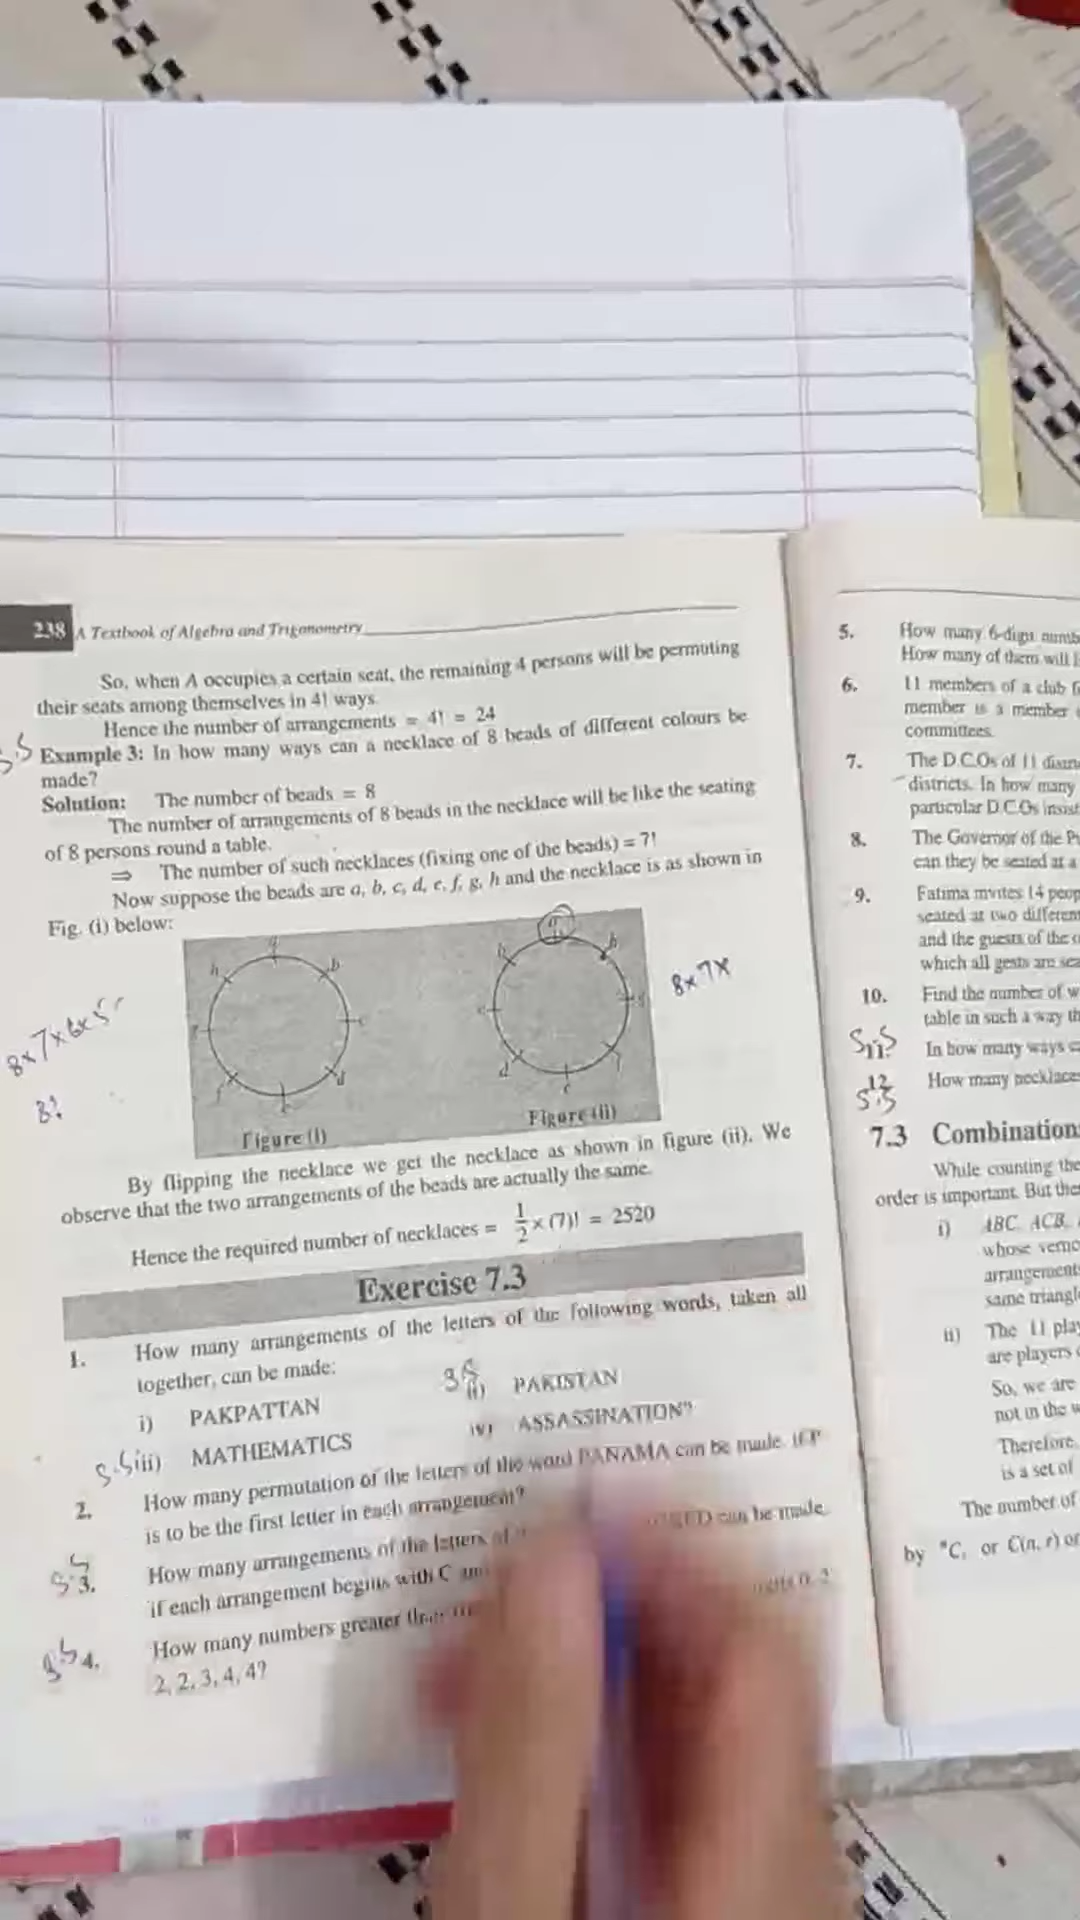 238 A Textbook of Algebra and Trigonometry
So, when A occupies a certain seat, the remaining 4 persons will be permuting
their seats among themselves in 4! ways.
Hence the number of arrangements = 4! = 24
S.S Example 3: In how many ways can a necklace of 8 beads of different colours be
made?
Solution: The number of beads = 8
The number of arrangements of 8 beads in the necklace will be like the seating
of 8 persons round a table.
⇒ The number of such necklaces (fixing one of the beads) = 7!
Now suppose the beads are a, b, c, d, e, f, g, h and the necklace is as shown in
Fig. (i) below:
8×7×6×5
8!
8×7×
Figure (i)
Figure (ii)
By flipping the necklace we get the necklace as shown in figure (ii). We
observe that the two arrangements of the beads are actually the same.
Hence the required number of necklaces = 1/2 × (7)! = 2520
Exercise 7.3
1. How many arrangements of the letters of the following words, taken all
together, can be made:
i) PAKPATTAN (ii) PAKISTAN
S.S iii) MATHEMATICS iv) ASSASSINATION?
2. How many permutation of the letters of the word PANAMA can be made. If P
is to be the first letter in each arrangement?
3. How many arrangements of the letters of can be made
if each arrangement begins with C
4. How many numbers greater 0, 2
2, 2, 3, 4, 4?
5. How many 6-digit
How many of them will
6. 11 members of a club
member is a member
committees.
7. The D.C.Os of 11
districts. In how many
particular D.C.Os insist
8. The Governor of the
can they be seated at a
9. Fatima invites 14
seated at two
and the guests of the
which all gests are
10. Find the number of
table in such a way
11. In how many ways
12. How many
7.3 Combination
While counting the
order is important. But
i) ABC, ACB,
whose
same
ii) The 11
are players
So, we are
not in the
Therefore
is a set of
The number of
by ⁿCᵣ or C(n, r) or